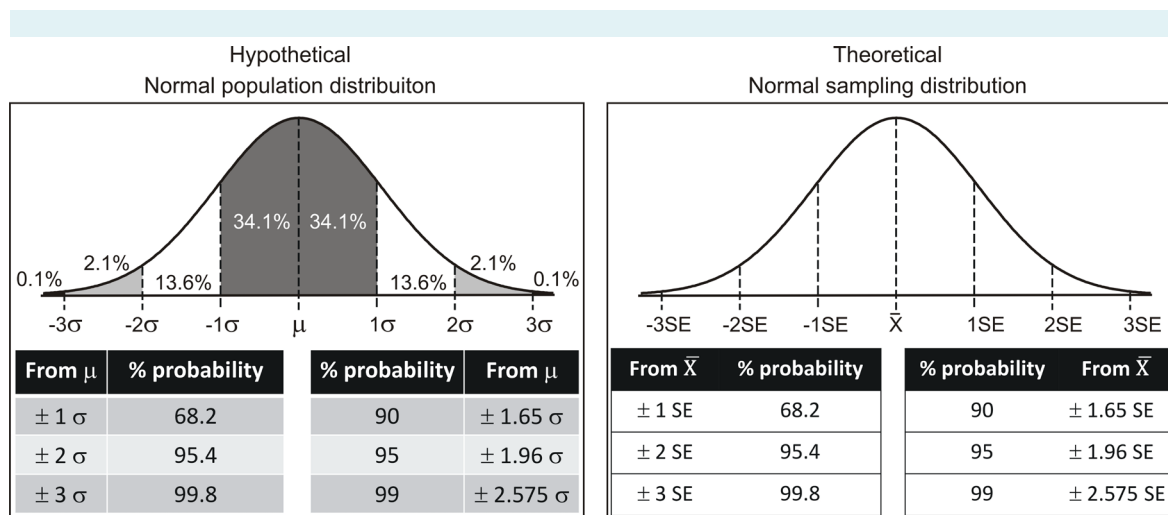 Hypothetical
Normal population distribuiton
34.1% 34.1%
2.1% 2.1%
0.1% 13.6% 13.6% 0.1%
-3σ -2σ -1σ μ 1σ 2σ 3σ
From μ % probability
± 1 σ 68.2
± 2 σ 95.4
± 3 σ 99.8
% probability From μ
90 ± 1.65 σ
95 ± 1.96 σ
99 ± 2.575 σ
Theoretical
Normal sampling distribution
-3SE -2SE -1SE X̄ 1SE 2SE 3SE
From X̄ % probability
± 1 SE 68.2
± 2 SE 95.4
± 3 SE 99.8
% probability From X̄
90 ± 1.65 SE
95 ± 1.96 SE
99 ± 2.575 SE